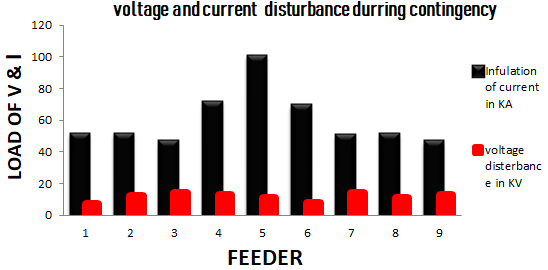 voltage and current disturbance durring contingency
120
100
80
60
40
20
0
LOAD OF V & I
1 2 3 4 5 6 7 8 9
FEEDER
Infulation
of current
in KA
voltage
disterbanc
e in KV